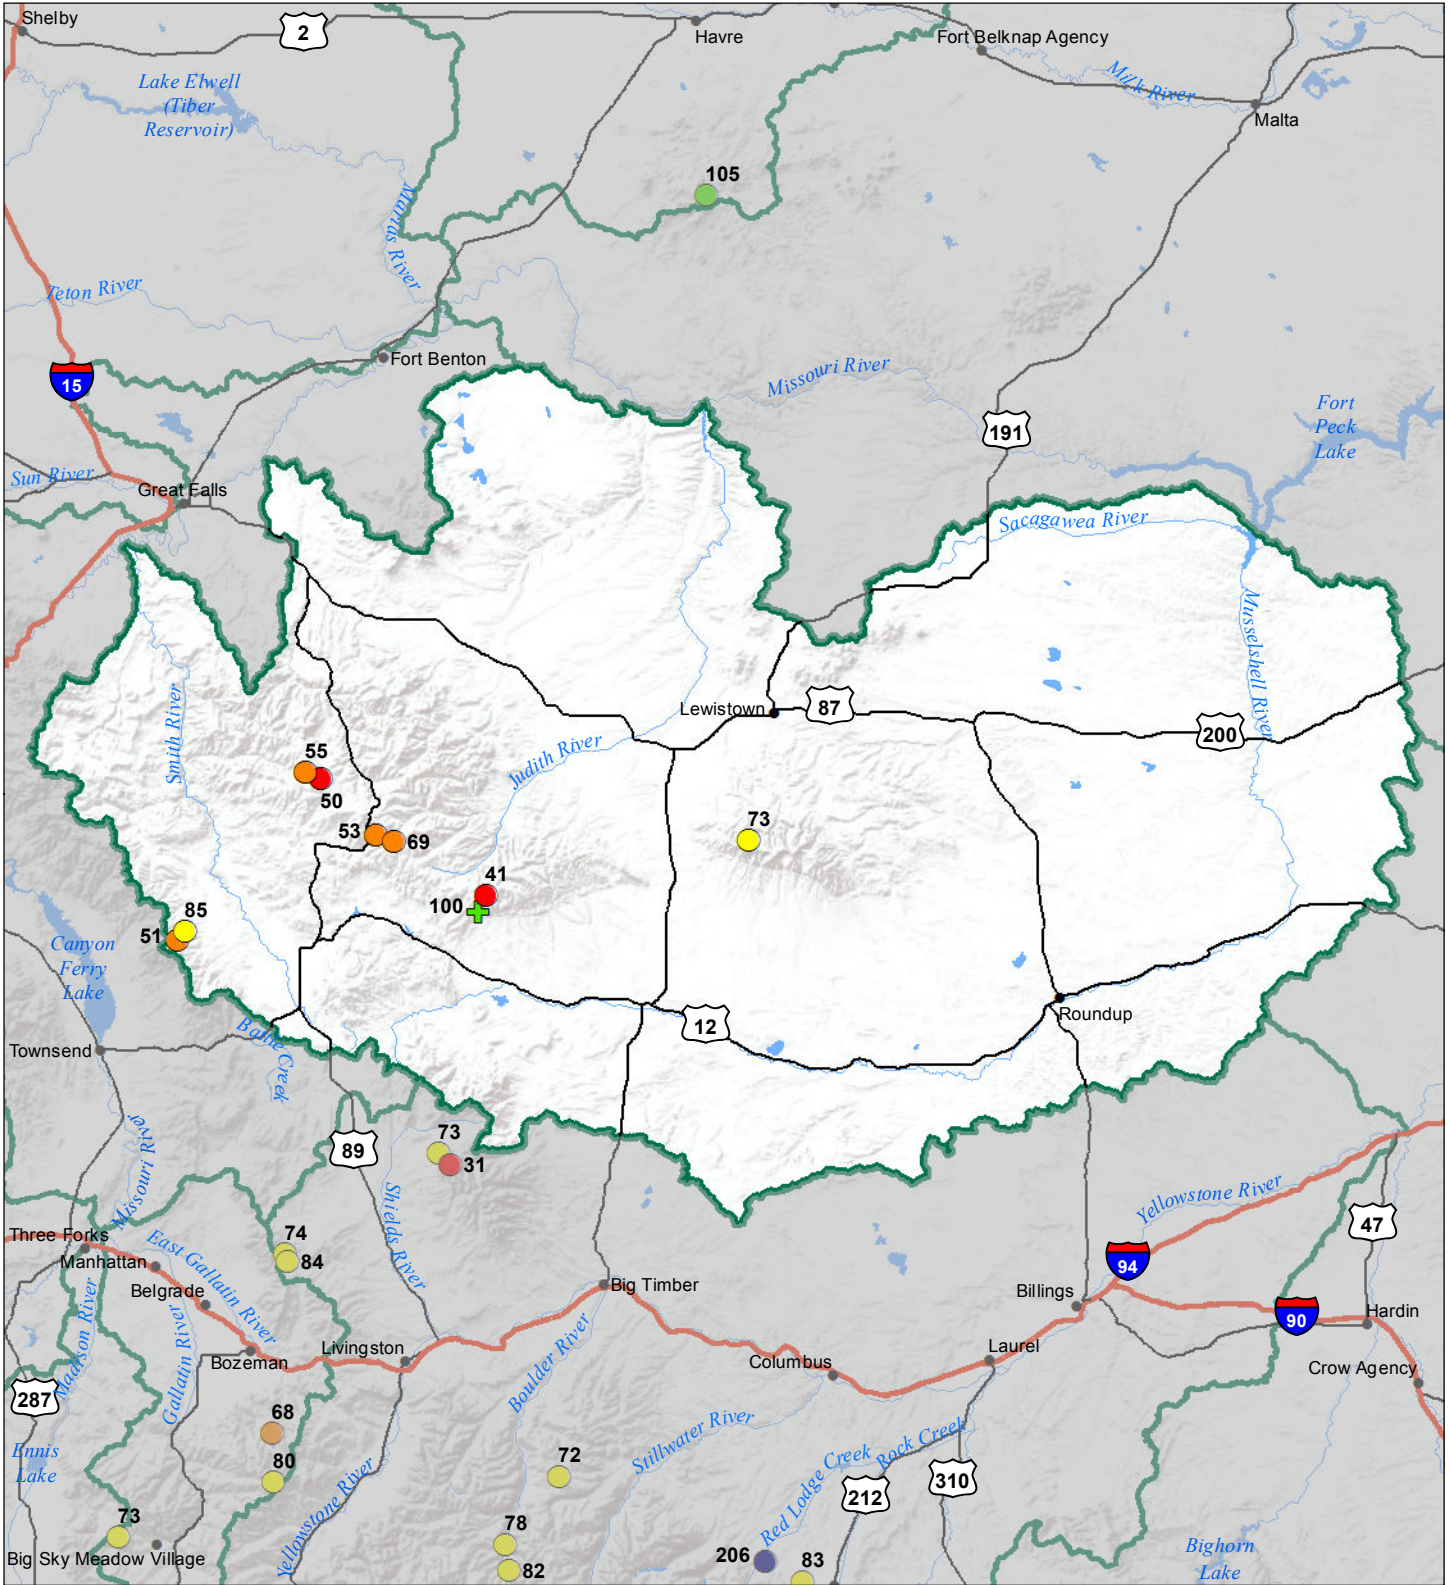 Shelby
2
Havre
Fort Belknap Agency
Milk River
Lake Elwell
(Tiber
Reservoir)
Malta
105
Marias River
Teton River
15
Fort Benton
Missouri River
Fort
Peck
Lake
191
Sun River
Great Falls
Sacagawea River
Musselshell River
Smith River
Lewistown
87
200
Judith River
55
50
53
69
73
41
100
85
51
Canyon
Ferry
Lake
12
Roundup
Battle Creek
Townsend
Missouri River
89
73
31
Shields River
Yellowstone River
47
Three Forks
Manhattan
East Gallatin River
74
84
Belgrade
94
Big Timber
Billings
90
Hardin
Madison River
Gallatin River
Bozeman
Livingston
Boulder River
Columbus
Laurel
Crow Agency
287
68
Ennis
Lake
80
72
Stillwater River
Rock Creek
Red Lodge Creek
310
212
Yellowstone River
73
Big Sky Meadow Village
78
82
206
83
Bighorn
Lake